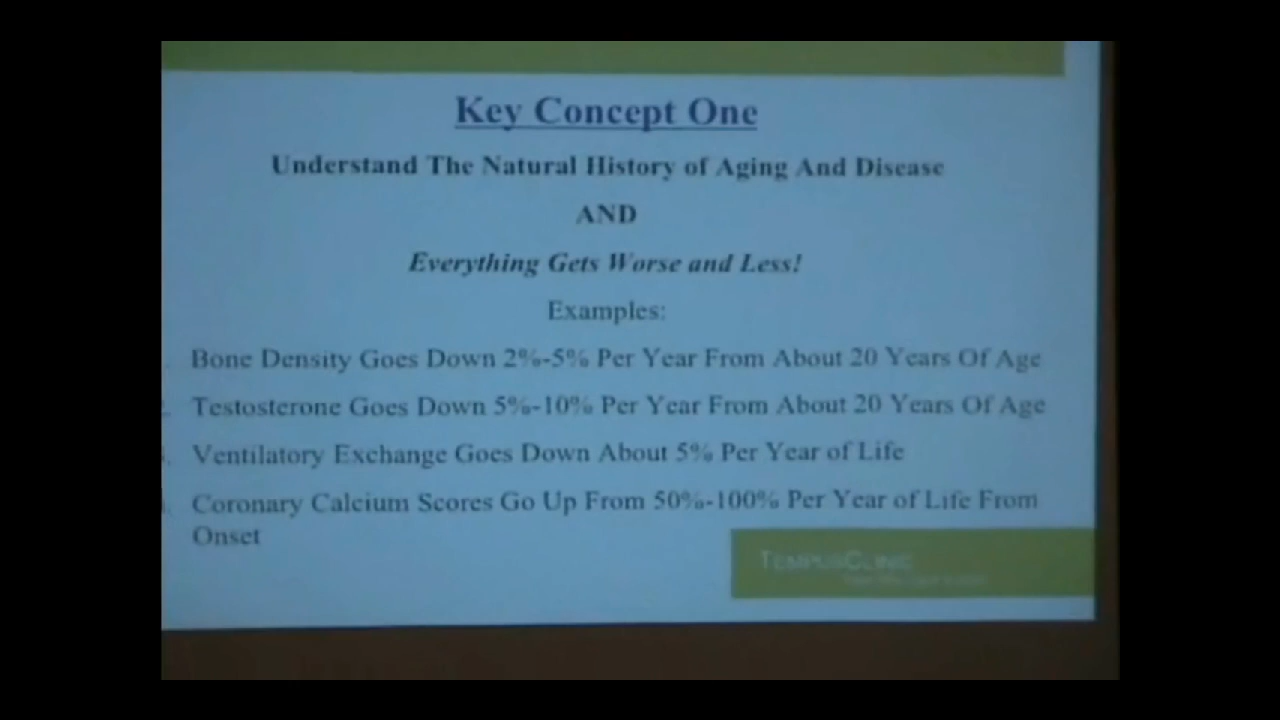 Key Concept One
Understand The Natural History of Aging And Disease
AND
Everything Gets Worse and Less!
Examples:
Bone Density Goes Down 2%-5% Per Year From About 20 Years Of Age
Testosterone Goes Down 5%-10% Per Year From About 20 Years Of Age
Ventilatory Exchange Goes Down About 5% Per Year of Life
Coronary Calcium Scores Go Up From 50%-100% Per Year of Life From
Onset
TEMPUSCLINIC